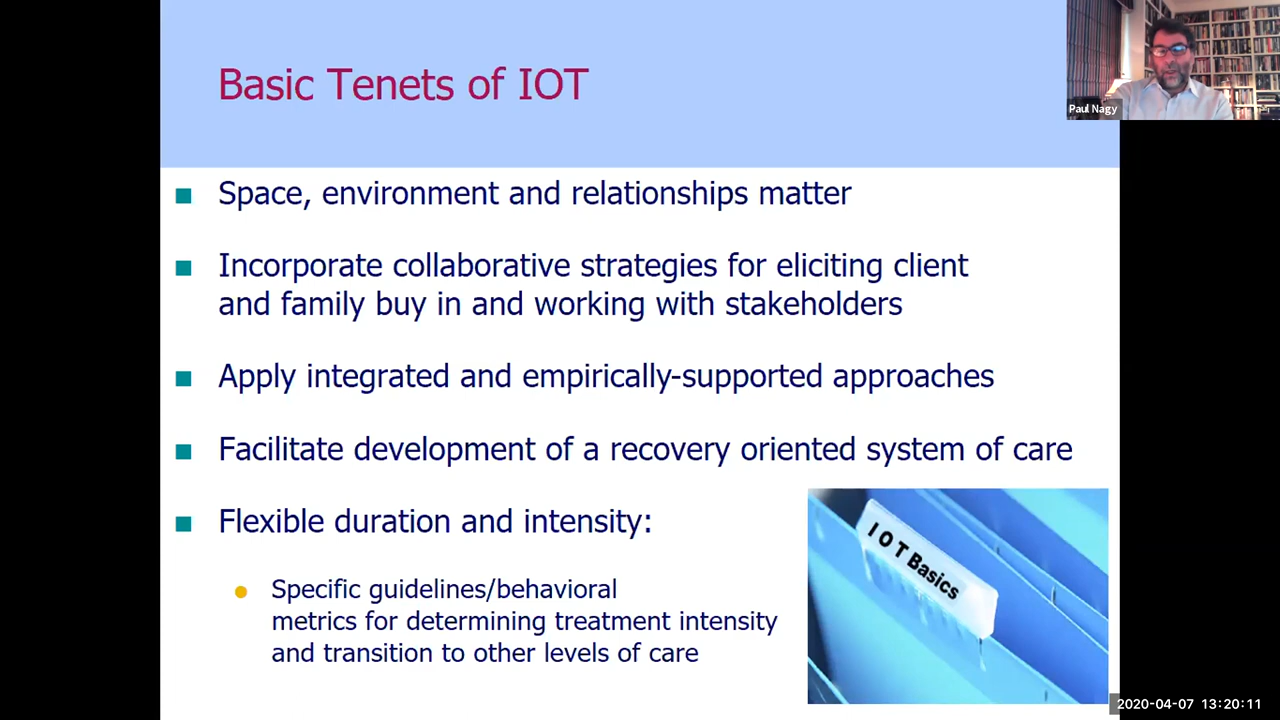 Basic Tenets of IOT
Paul Nagy
Space, environment and relationships matter
Incorporate collaborative strategies for eliciting client
and family buy in and working with stakeholders
Apply integrated and empirically-supported approaches
Facilitate development of a recovery oriented system of care
Flexible duration and intensity:
Specific guidelines/behavioral
metrics for determining treatment intensity
and transition to other levels of care
IOT Basics
2020-04-07 13:20:11